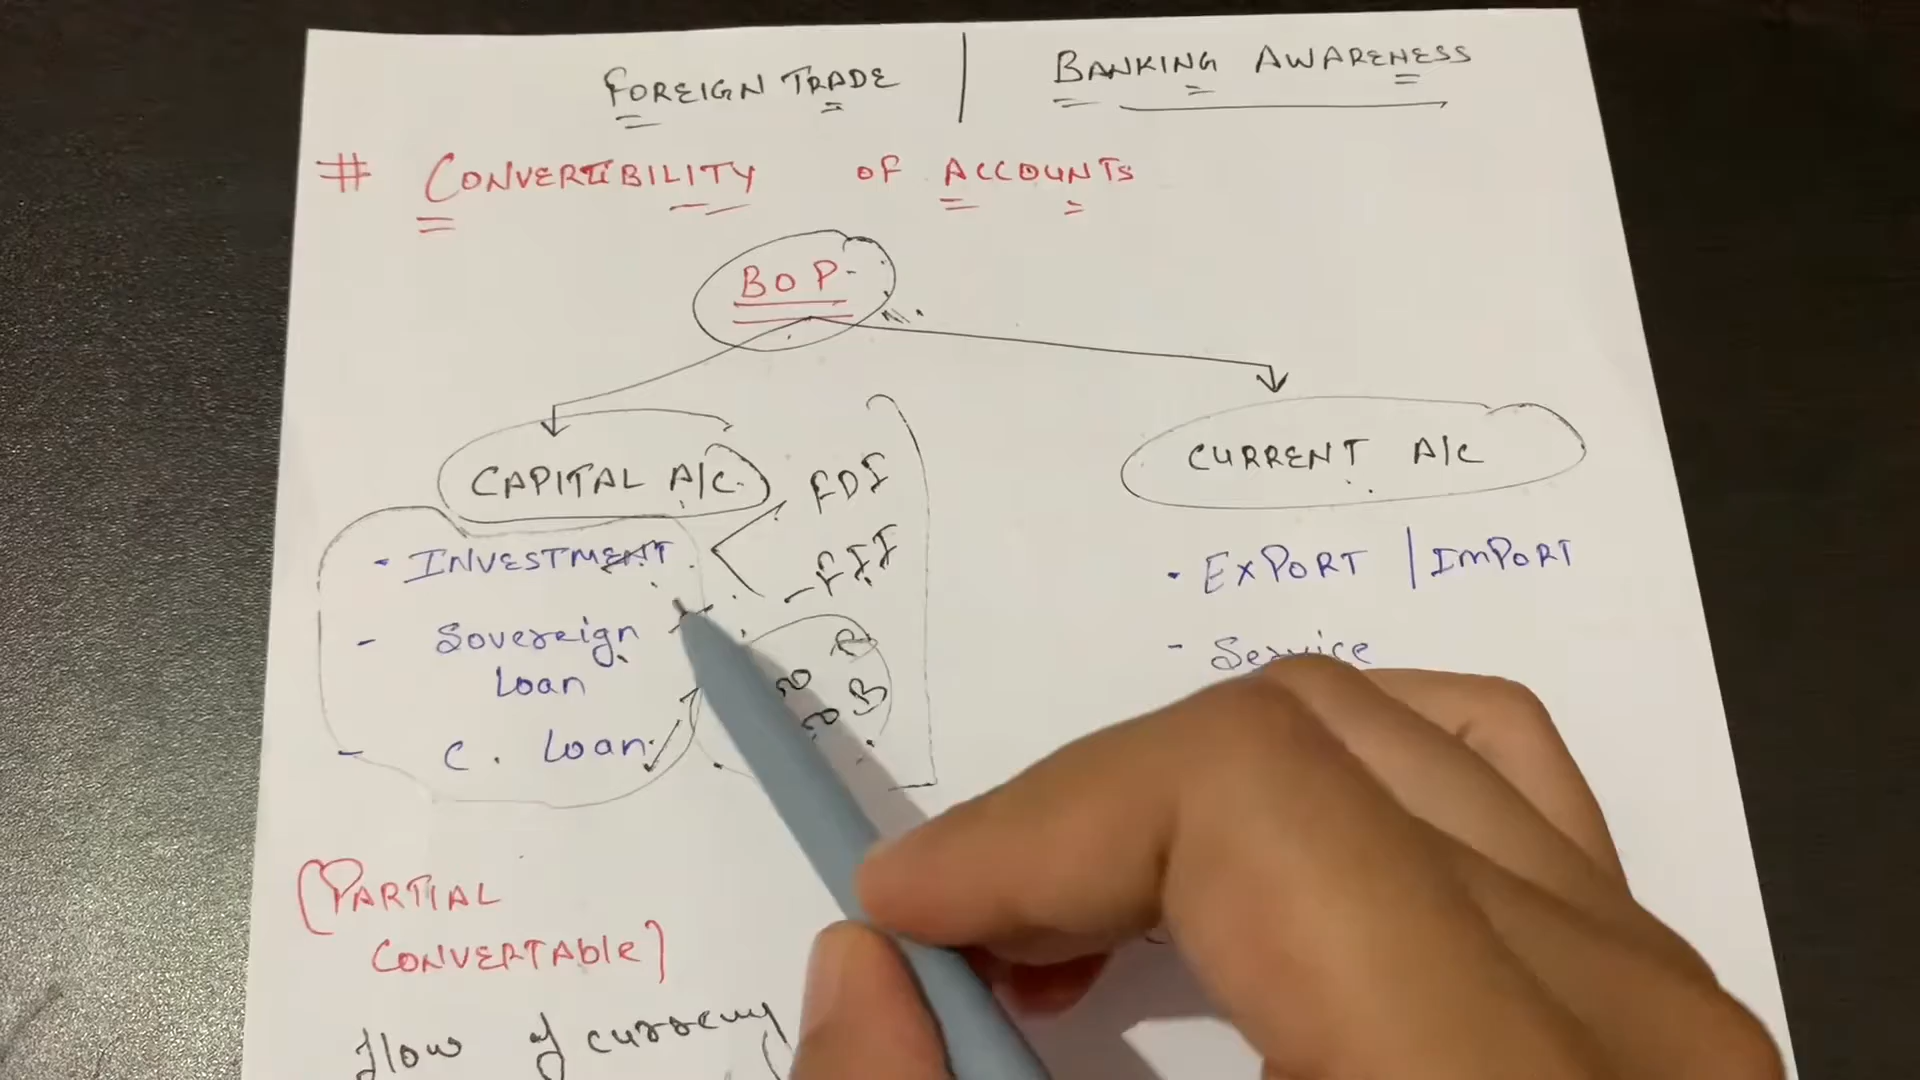 FOREIGN TRADE | BANKING AWARENESS
# CONVERTIBILITY OF ACCOUNTS
BOP
CAPITAL A/C
- INVESTMENT
FDI
- FII
- Sovereign
Loan
- C. Loan
R
B
CURRENT A/C
- EXPORT / IMPORT
- Service
[PARTIAL
CONVERTABLE]
flow of currency